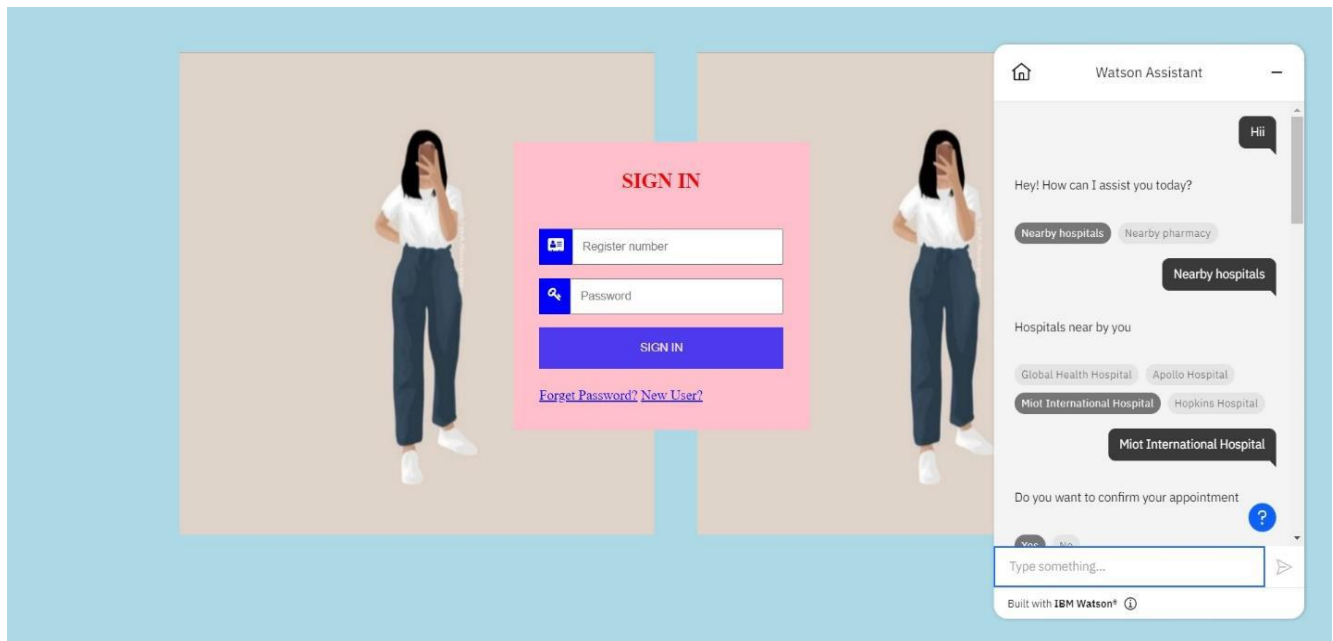 SIGN IN
Register number
Password
SIGN IN
Forget Password? New User?
Watson Assistant
Hii
Hey! How can I assist you today?
Nearby hospitals Nearby pharmacy
Nearby hospitals
Hospitals near by you
Global Health Hospital Apollo Hospital
Miot International Hospital Hopkins Hospital
Miot International Hospital
Do you want to confirm your appointment
?
Yes No
Type something...
Built with IBM Watson®